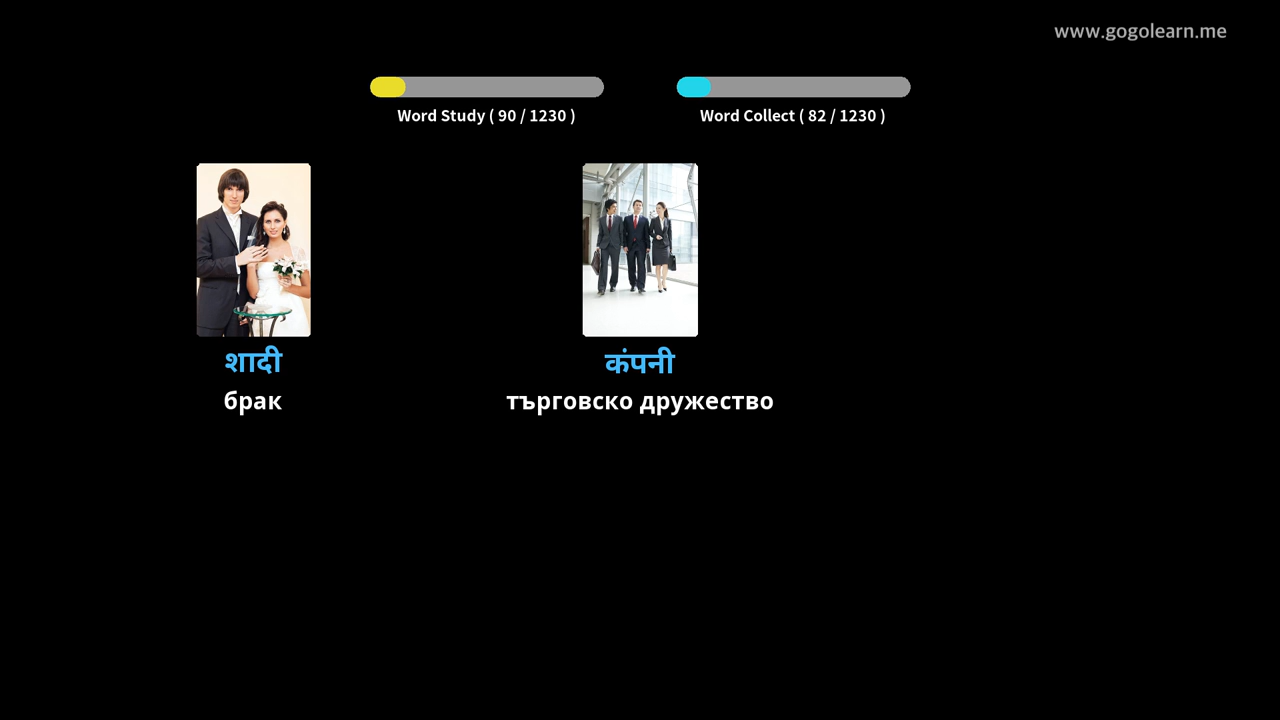 www.gogolearn.me
Word Study ( 90 / 1230 )
Word Collect ( 82 / 1230 )
शादी
брак
कंपनी
търговско дружество